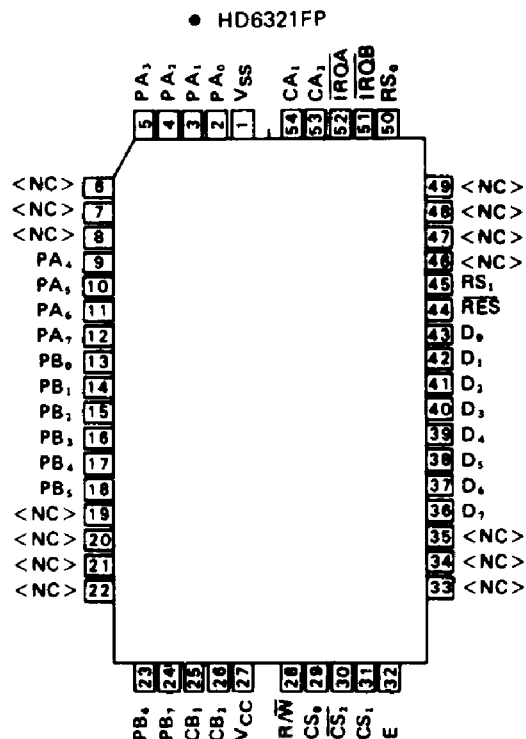 ● HD6321FP
PA₃ PA₂ PA₁ PA₀ VSS CA₁ CA₂ IRQA IRQB RS₀
5 4 3 2 1 54 53 52 51 50
<NC> 6
<NC> 7
<NC> 8
PA₄ 9
PA₅ 10
PA₆ 11
PA₇ 12
PB₀ 13
PB₁ 14
PB₂ 15
PB₃ 16
PB₄ 17
PB₅ 18
<NC> 19
<NC> 20
<NC> 21
<NC> 22
49 <NC>
48 <NC>
47 <NC>
46 <NC>
45 RS₁
44 RES
43 D₀
42 D₁
41 D₂
40 D₃
39 D₄
38 D₅
37 D₆
36 D₇
35 <NC>
34 <NC>
33 <NC>
23 24 25 26 27 28 29 30 31 32
PB₆ PB₇ CB₁ CB₂ VCC R/W CS₀ CS₂ CS₁ E